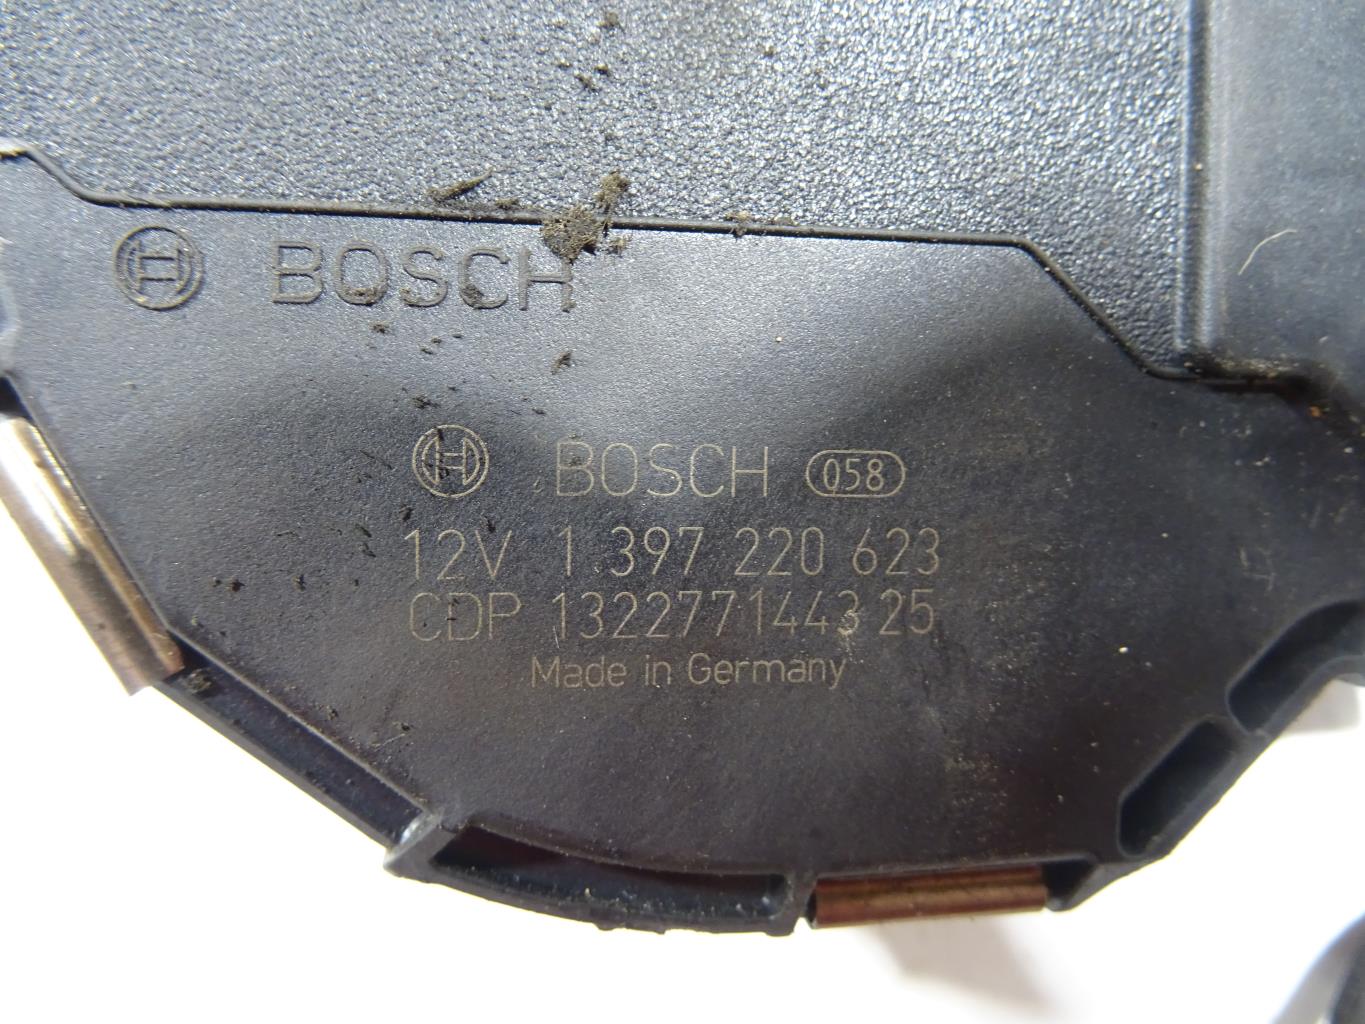 BOSCH
BOSCH 058
12V 1 397 220 623
CDP 1322771443 25
Made in Germany